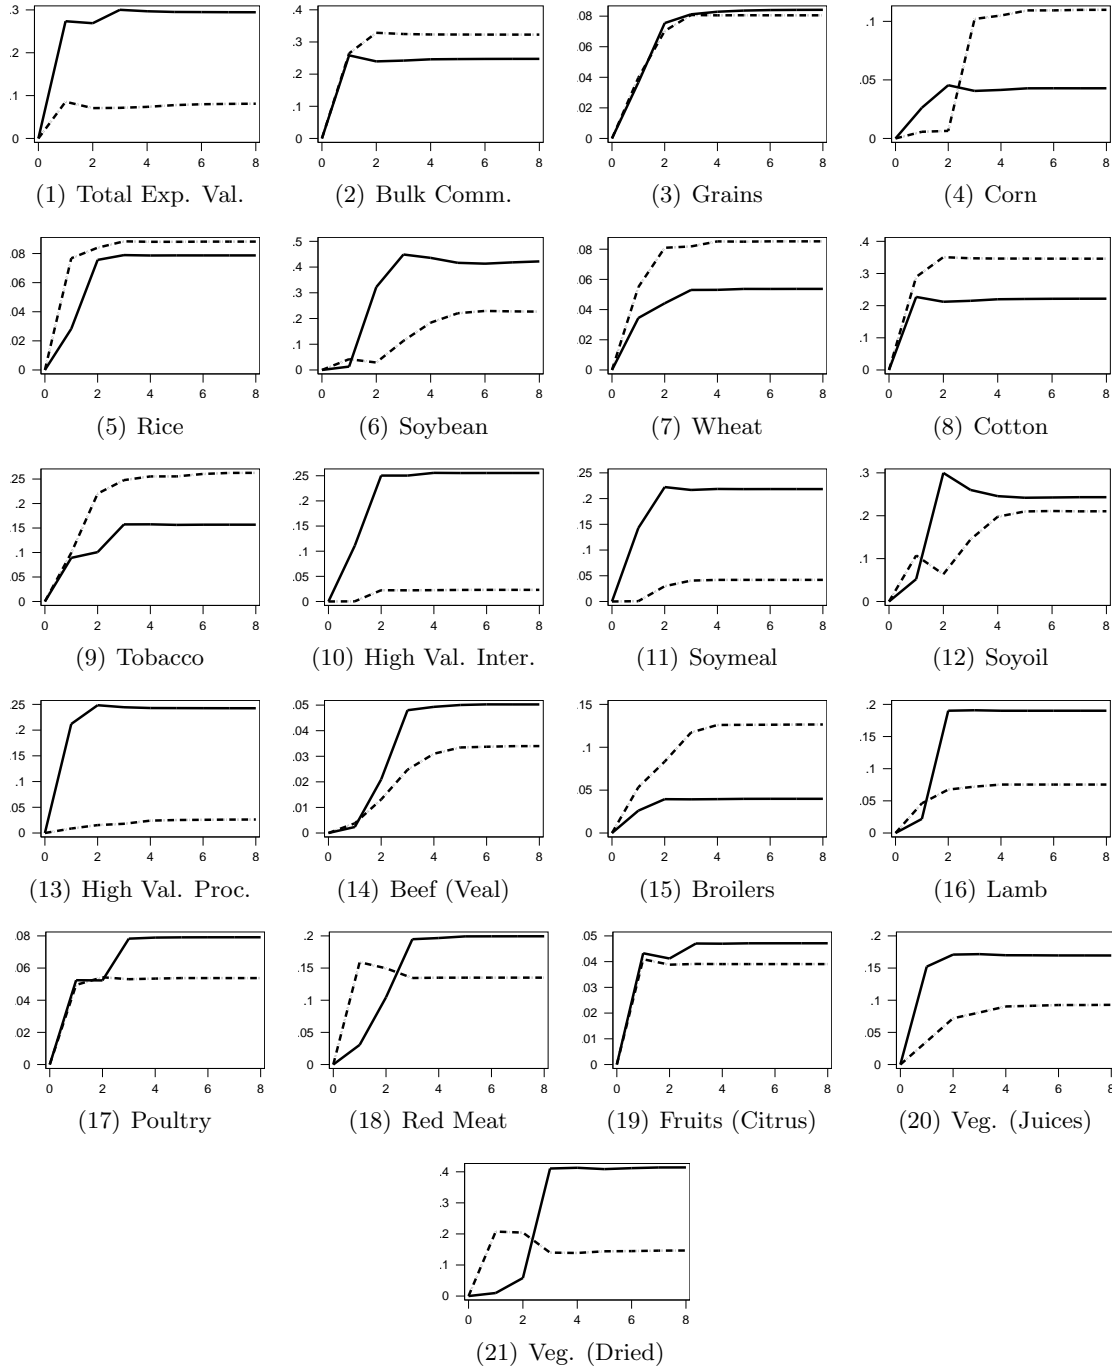 .3
.2
.1
0
0 2 4 6 8
(1) Total Exp. Val.
.4
.3
.2
.1
0
0 2 4 6 8
(2) Bulk Comm.
.08
.06
.04
.02
0
0 2 4 6 8
(3) Grains
.1
.05
0
0 2 4 6 8
(4) Corn
.08
.06
.04
.02
0
0 2 4 6 8
(5) Rice
.5
.4
.3
.2
.1
0
0 2 4 6 8
(6) Soybean
.08
.06
.04
.02
0
0 2 4 6 8
(7) Wheat
.4
.3
.2
.1
0
0 2 4 6 8
(8) Cotton
.25
.2
.15
.1
.05
0
0 2 4 6 8
(9) Tobacco
.25
.2
.15
.1
.05
0
0 2 4 6 8
(10) High Val. Inter.
.25
.2
.15
.1
.05
0
0 2 4 6 8
(11) Soymeal
.3
.2
.1
0
0 2 4 6 8
(12) Soyoil
.25
.2
.15
.1
.05
0
0 2 4 6 8
(13) High Val. Proc.
.05
.04
.03
.02
.01
0
0 2 4 6 8
(14) Beef (Veal)
.15
.1
.05
0
0 2 4 6 8
(15) Broilers
.2
.15
.1
.05
0
0 2 4 6 8
(16) Lamb
.08
.06
.04
.02
0
0 2 4 6 8
(17) Poultry
.2
.15
.1
.05
0
0 2 4 6 8
(18) Red Meat
.05
.04
.03
.02
.01
0
0 2 4 6 8
(19) Fruits (Citrus)
.2
.15
.1
.05
0
0 2 4 6 8
(20) Veg. (Juices)
.4
.3
.2
.1
0
0 2 4 6 8
(21) Veg. (Dried)